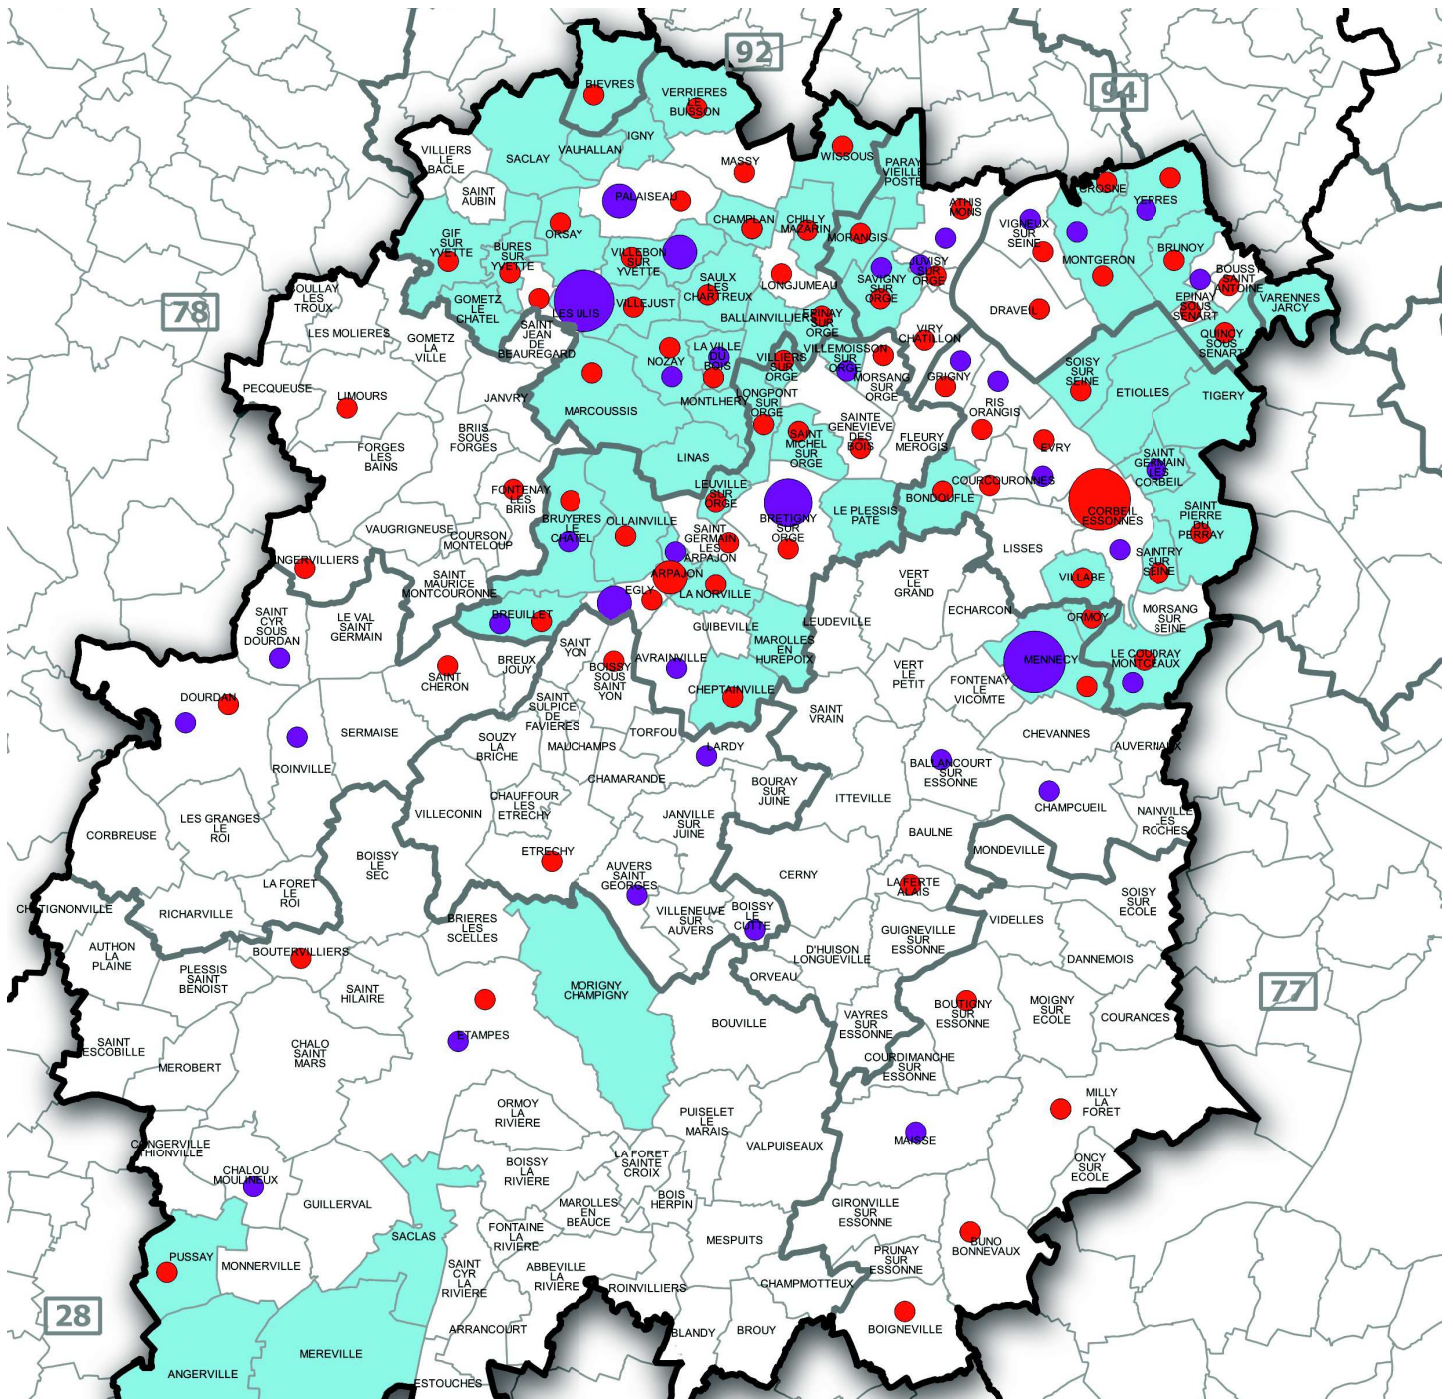 92
94
78
77
28
BIEVRES
VERRIERES
LE
BUISSON
IGNY
VAUHALLAN
SACLAY
VILLIERS
LE
BACLE
SAINT
AUBIN
MASSY
WISSOUS
PARAY
VIEILLE
POSTE
PALAISEAU
CHAMPLAN
CHILLY
MAZARIN
MORANGIS
ATHIS
MONS
VIGNEUX
SUR
SEINE
CROSNE
YERRES
BRUNOY
MONTGERON
BOUSSY
SAINT
ANTOINE
EPINAY
SOUS
SENART
QUINCY
SOUS
SENART
VARENNES
JARCY
DRAVEIL
GIF
SUR
YVETTE
BURES
SUR
YVETTE
ORSAY
VILLEBON
SUR
YVETTE
SAULX
LES
CHARTREUX
LONGJUMEAU
SAVIGNY
SUR
ORGE
JUVISY
SUR
ORGE
GOMETZ
LE
CHATEL
LES ULIS
VILLEJUST
BALLAINVILLIERS
EPINAY
SUR
ORGE
VIRY
CHATILLON
BOULLAY
LES
TROUX
LES MOLIERES
GOMETZ
LA
VILLE
SAINT
JEAN
DE
BEAUREGARD
NOZAY
LA VILLE
DU
BOIS
VILLIERS
SUR
ORGE
VILLEMOISSON
SUR
ORGE
MORSANG
SUR
ORGE
GRIGNY
RIS
ORANGIS
SOISY
SUR
SEINE
ETIOLLES
TIGERY
PECQUEUSE
LIMOURS
JANVRY
MARCOUSSIS
MONTLHERY
LONGPONT
SUR
ORGE
SAINTE
GENEVIEVE
DES
BOIS
FLEURY
MEROGIS
EVRY
FORGES
LES
BAINS
BRIIS
SOUS
FORGES
LINAS
SAINT
MICHEL
SUR
ORGE
SAINT
GERMAIN
LES
CORBEIL
FONTENAY
LES
BRIIS
BRUYERES
LE
CHATEL
OLLAINVILLE
LEUVILLE
SUR
ORGE
BRETIGNY
SUR
ORGE
LE PLESSIS
PATE
BONDOUFLE
COURCOURONNES
CORBEIL
ESSONNES
SAINT
PIERRE
DU
PERRAY
VAUGRIGNEUSE
COURSON
MONTELOUP
SAINT
GERMAIN
LES
ARPAJON
LISSES
SAINTRY
SUR
SEINE
ANGERVILLIERS
SAINT
MAURICE
MONTCOURONNE
ARPAJON
EGLY
LA NORVILLE
VERT
LE
GRAND
VILLABE
ECHARCON
ORMOY
MORSANG
SUR
SEINE
SAINT
CYR
SOUS
DOURDAN
LE VAL
SAINT
GERMAIN
BREUILLET
GUIBEVILLE
LEUDEVILLE
MAROLLES
EN
HUREPOIX
LE COUDRAY
MONTCEAUX
MENNECY
BREUX
JOUY
SAINT
YON
BOISSY
SOUS
SAINT
YON
AVRAINVILLE
CHEPTAINVILLE
VERT
LE
PETIT
FONTENAY
LE
VICOMTE
SAINT
CHERON
DOURDAN
SERMAISE
SAINT
SULPICE
DE
FAVIERES
SAINT
VRAIN
CHEVANNES
AUVERNAUX
SOUZY
LA
BRICHE
MAUCHAMPS
TORFOU
LARDY
ROINVILLE
CHAMARANDE
BOURAY
SUR
JUINE
BALLANCOURT
SUR
ESSONNE
CHAMPCUEIL
ITTEVILLE
CHAUFFOUR
LES
ETRECHY
VILLECONIN
JANVILLE
SUR
JUINE
NAINVILLE
LES
ROCHES
CORBREUSE
LES GRANGES
LE
ROI
BAULNE
MONDEVILLE
ETRECHY
BOISSY
LE
SEC
AUVERS
SAINT
GEORGES
CERNY
LA FERTE
ALAIS
SOISY
SUR
ECOLE
LA FORET
LE
ROI
RICHARVILLE
CHATIGNONVILLE
BRIERES
LES
SCELLES
VILLENEUVE
SUR
AUVERS
BOISSY
LE
CUTTE
VIDELLES
GUIGNEVILLE
SUR
ESSONNE
AUTHON
LA
PLAINE
BOUTERVILLIERS
D'HUISON
LONGUEVILLE
DANNEMOIS
PLESSIS
SAINT
BENOIST
SAINT
HILAIRE
MORIGNY
CHAMPIGNY
ORVEAU
BOUTIGNY
SUR
ESSONNE
MOIGNY
SUR
ECOLE
COURANCES
ETAMPES
BOUVILLE
VAYRES
SUR
ESSONNE
SAINT
ESCOBILLE
MEROBERT
CHALO
SAINT
MARS
COURDIMANCHE
SUR
ESSONNE
MILLY
LA
FORET
ORMOY
LA
RIVIERE
PUISELET
LE
MARAIS
VALPUISEAUX
MAISSE
CONGERVILLE
THIONVILLE
CHALOU
MOULINEUX
BOISSY
LA
RIVIERE
LA FORET
SAINTE
CROIX
ONCY
SUR
ECOLE
GUILLERVAL
MAROLLES
EN
BEAUCE
BOIS
HERPIN
GIRONVILLE
SUR
ESSONNE
SACLAS
FONTAINE
LA
RIVIERE
MESPUITS
BUNO
BONNEVAUX
PUSSAY
MONNERVILLE
SAINT
CYR
LA
RIVIERE
ABBEVILLE
LA
RIVIERE
ROINVILLIERS
CHAMPMOTTEUX
PRUNAY
SUR
ESSONNE
ARRANCOURT
BLANDY
BROUY
BOIGNEVILLE
MEREVILLE
ANGERVILLE
ESTOUCHES